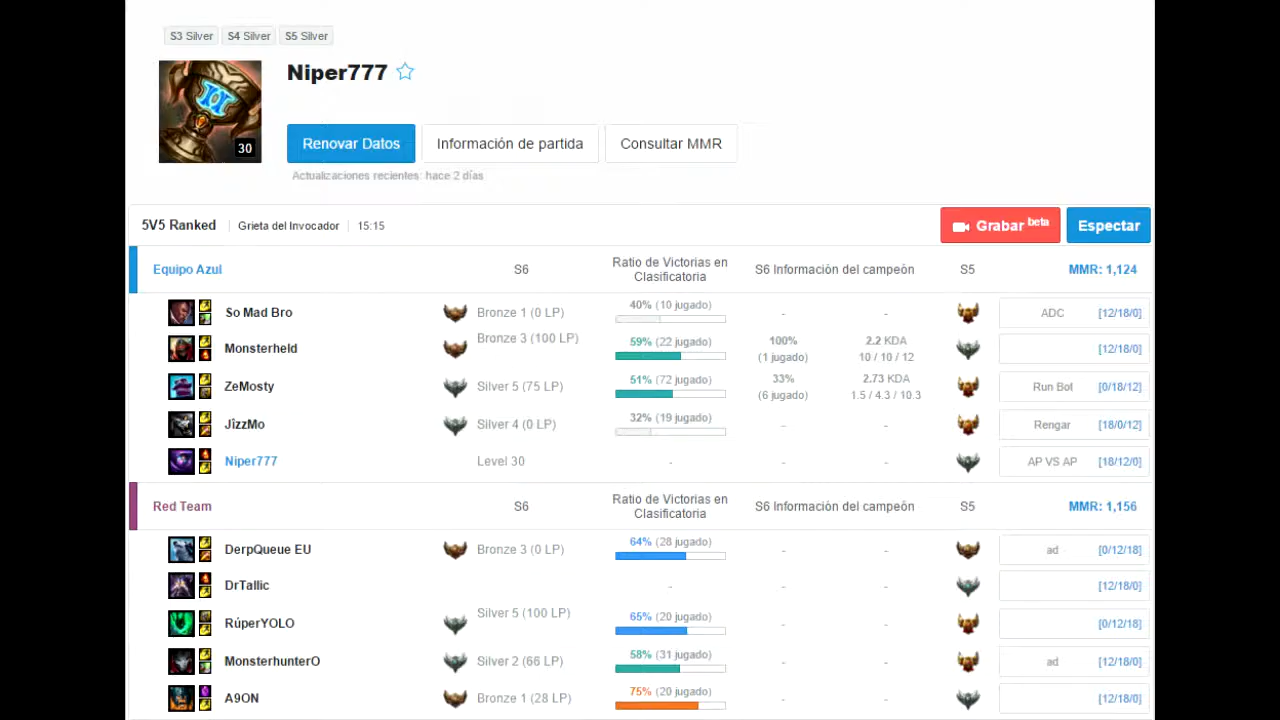 S3 Silver S4 Silver S5 Silver
Niper777
30
Renovar Datos Información de partida Consultar MMR
Actualizaciones recientes: hace 2 días
5V5 Ranked Grieta del Invocador 15:15 Grabar beta Espectar
Equipo Azul S6 Ratio de Victorias en Clasificatoria S6 Información del campeón S5 MMR: 1,124
So Mad Bro Bronze 1 (0 LP) 40% (10 jugado) - - ADC [12/18/0]
Monsterheld Bronze 3 (100 LP) 59% (22 jugado) 100% (1 jugado) 2.2 KDA 10 / 10 / 12 [12/18/0]
ZeMosty Silver 5 (75 LP) 51% (72 jugado) 33% (6 jugado) 2.73 KDA 1.5 / 4.3 / 10.3 Run Bot [0/18/12]
JîzzMo Silver 4 (0 LP) 32% (19 jugado) - - Rengar [18/0/12]
Niper777 Level 30 - - - AP VS AP [18/12/0]
Red Team S6 Ratio de Victorias en Clasificatoria S6 Información del campeón S5 MMR: 1,156
DerpQueue EU Bronze 3 (0 LP) 64% (28 jugado) - - ad [0/12/18]
DrTallic - - - [12/18/0]
RúperYOLO Silver 5 (100 LP) 65% (20 jugado) - - [0/12/18]
MonsterhunterO Silver 2 (66 LP) 58% (31 jugado) - - ad [12/18/0]
A9ON Bronze 1 (28 LP) 75% (20 jugado) - - [12/18/0]